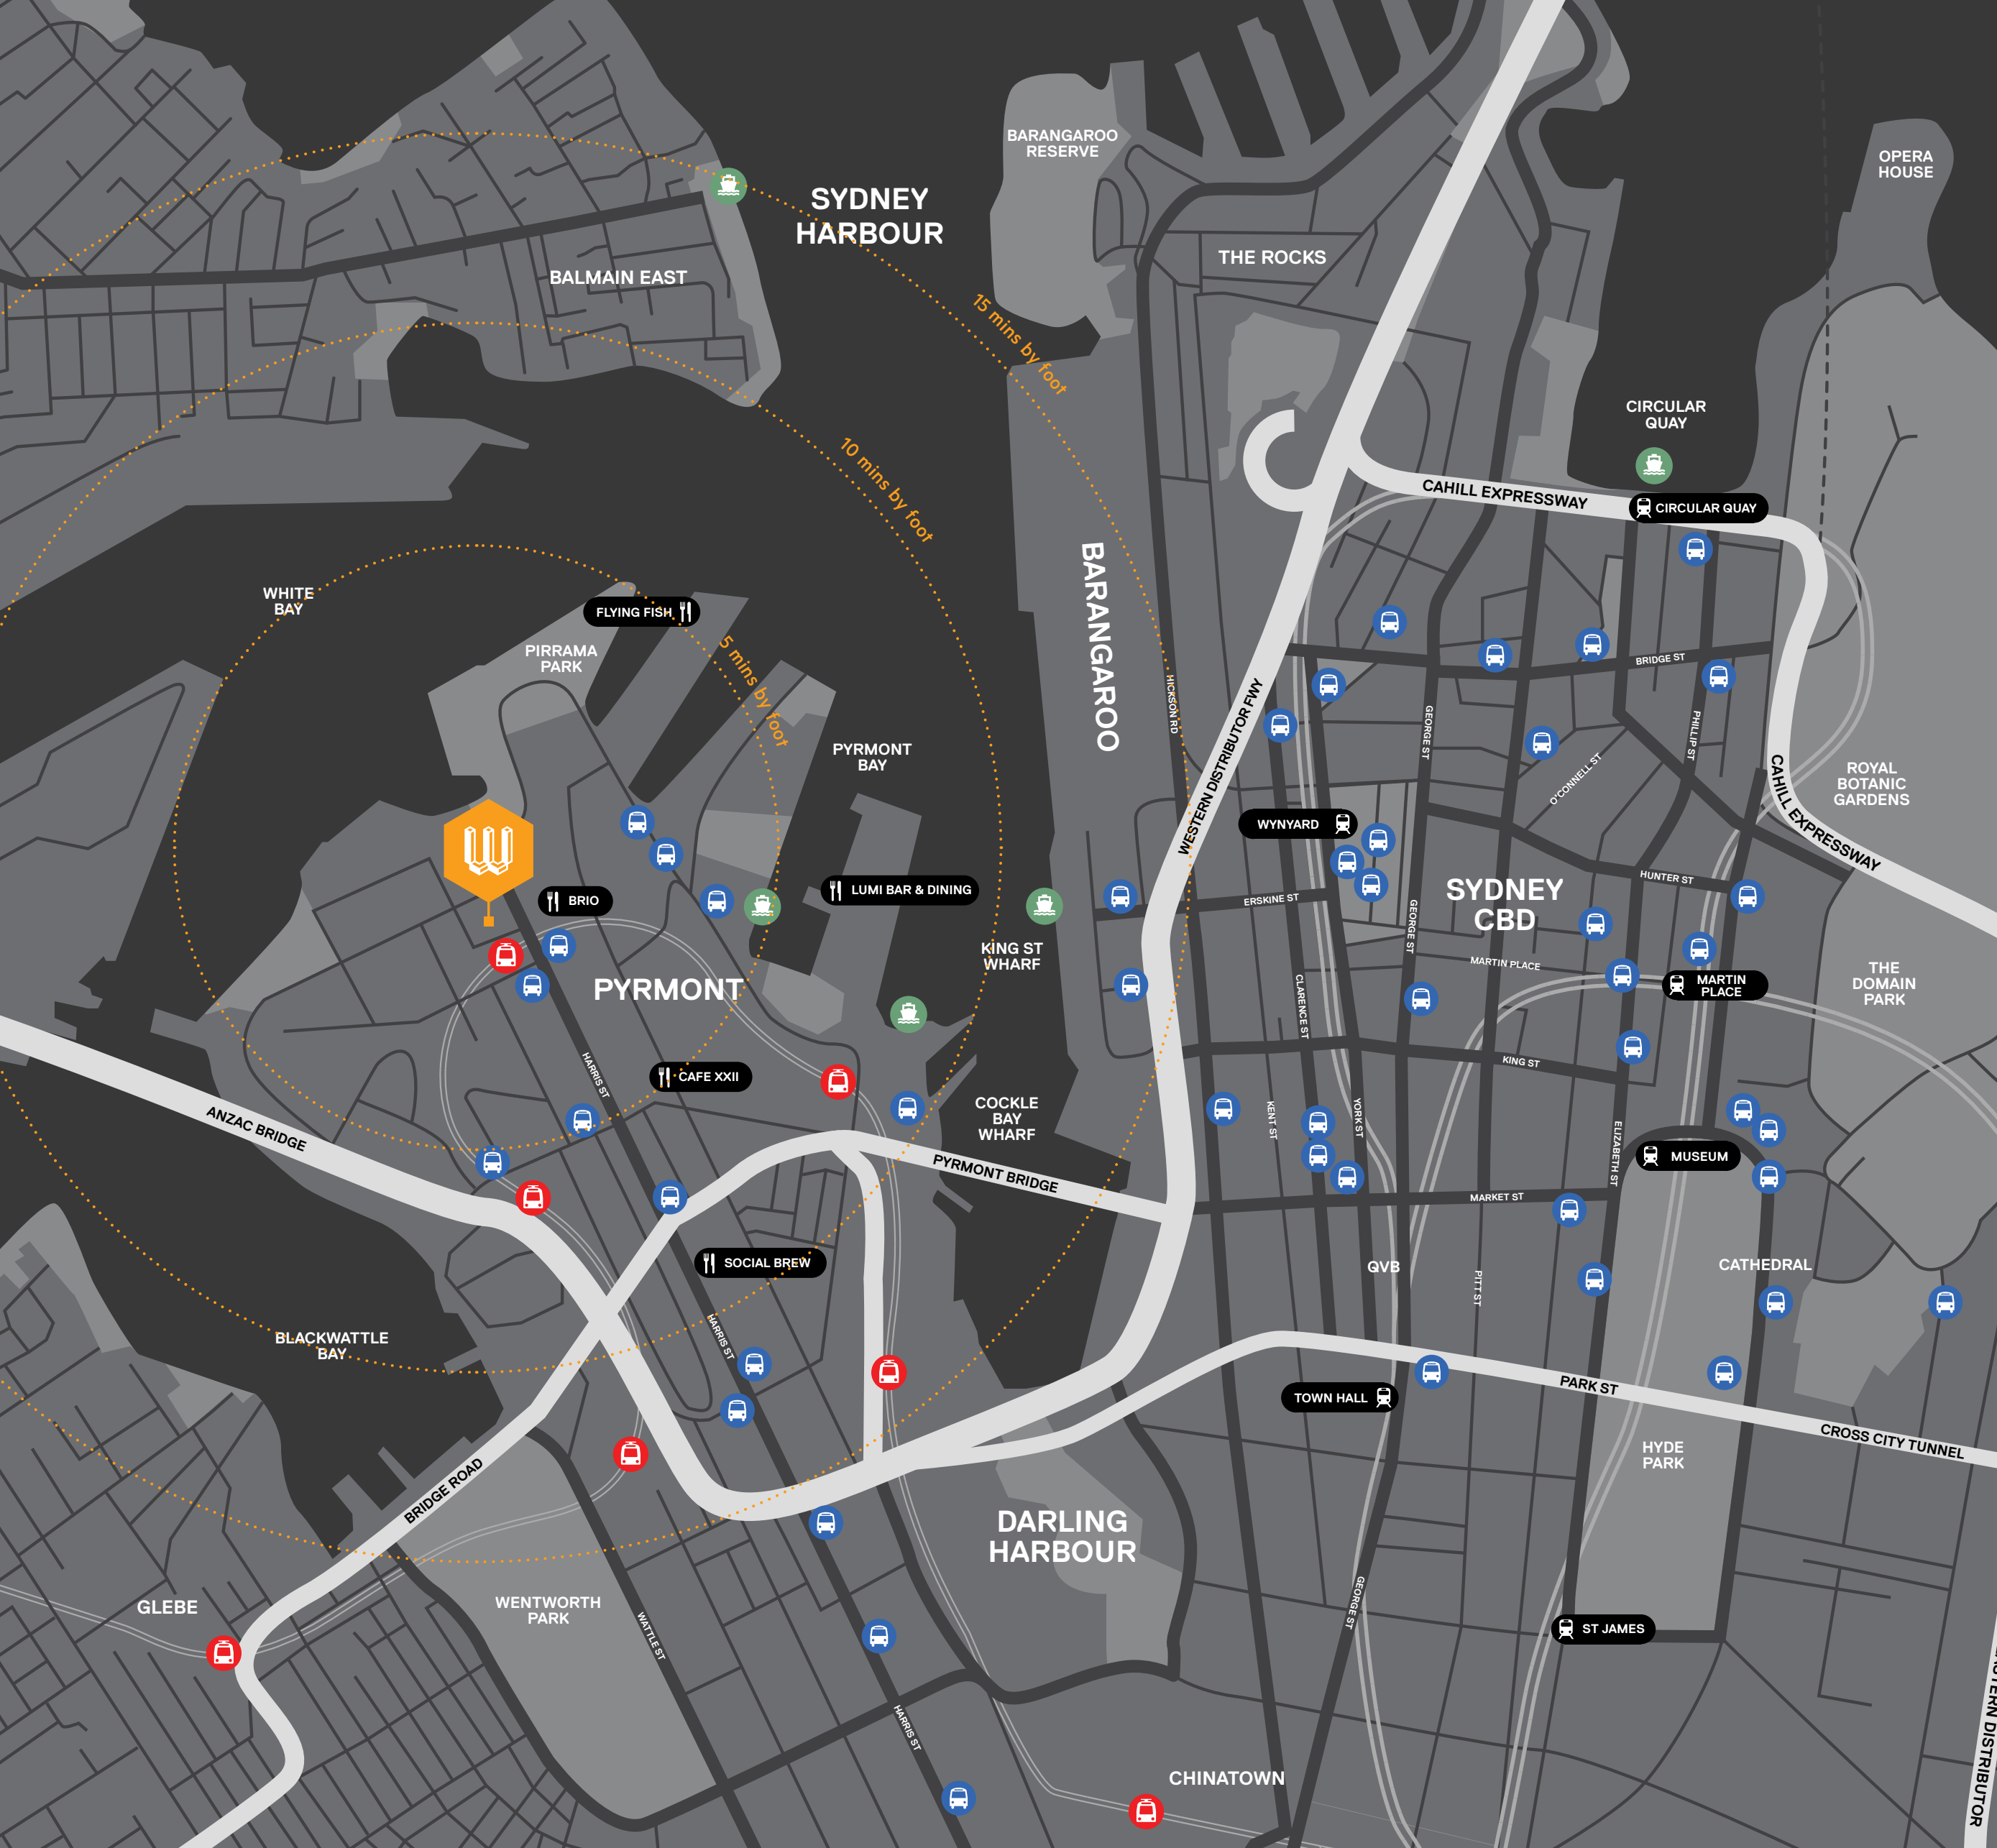 BARANGAROO
RESERVE
OPERA
HOUSE
SYDNEY
HARBOUR
THE ROCKS
BALMAIN EAST
15 mins by foot
CIRCULAR
QUAY
10 mins by foot
CAHILL EXPRESSWAY
CIRCULAR QUAY
WHITE
BAY
FLYING FISH
BARANGAROO
PIRRAMA
PARK
5 mins by foot
BRIDGE ST
HICKSON RD
WESTERN DISTRIBUTOR FWY
GEORGE ST
PHILLIP ST
PYRMONT
BAY
O'CONNELL ST
ROYAL
BOTANIC
GARDENS
CAHILL EXPRESSWAY
WYNYARD
HUNTER ST
LUMI BAR & DINING
BRIO
ERSKINE ST
SYDNEY
CBD
GEORGE ST
KING ST
WHARF
MARTIN PLACE
MARTIN
PLACE
THE
DOMAIN
PARK
PYRMONT
CLARENCE ST
HARRIS ST
CAFE XXII
KING ST
COCKLE
BAY
WHARF
ANZAC BRIDGE
KENT ST
YORK ST
ELIZABETH ST
MUSEUM
PYRMONT BRIDGE
MARKET ST
SOCIAL BREW
QVB
PITT ST
CATHEDRAL
BLACKWATTLE
BAY
HARRIS ST
PARK ST
TOWN HALL
CROSS CITY TUNNEL
HYDE
PARK
BRIDGE ROAD
DARLING
HARBOUR
GLEBE
WENTWORTH
PARK
WATTLE ST
GEORGE ST
ST JAMES
HARRIS ST
CHINATOWN
STERN DISTRIBUTOR